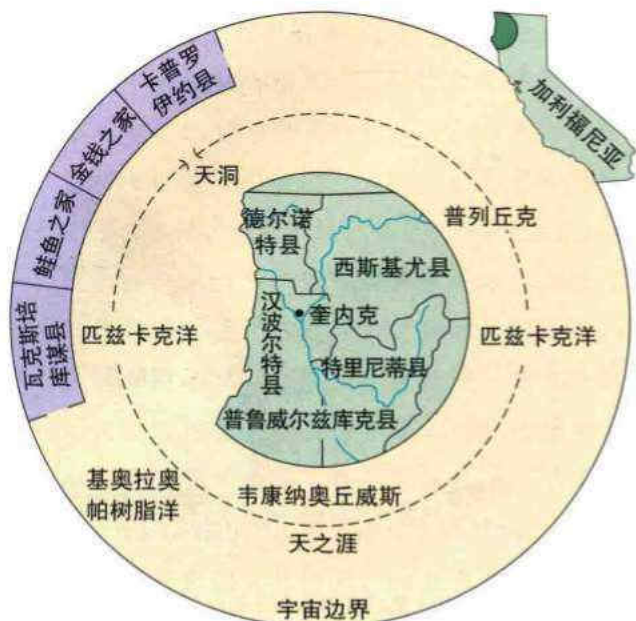 卡普罗
伊约县
金钱之家
鲑鱼之家
瓦克斯培
库谋县
加利福尼亚
天洞
普列丘克
德尔诺
特县
西斯基尤县
奎内克
汉波尔特县
特里尼蒂县
普鲁威尔兹库克县
匹兹卡克洋
匹兹卡克洋
基奥拉奥
帕树脂洋
韦康纳奥丘威斯
天之涯
宇宙边界